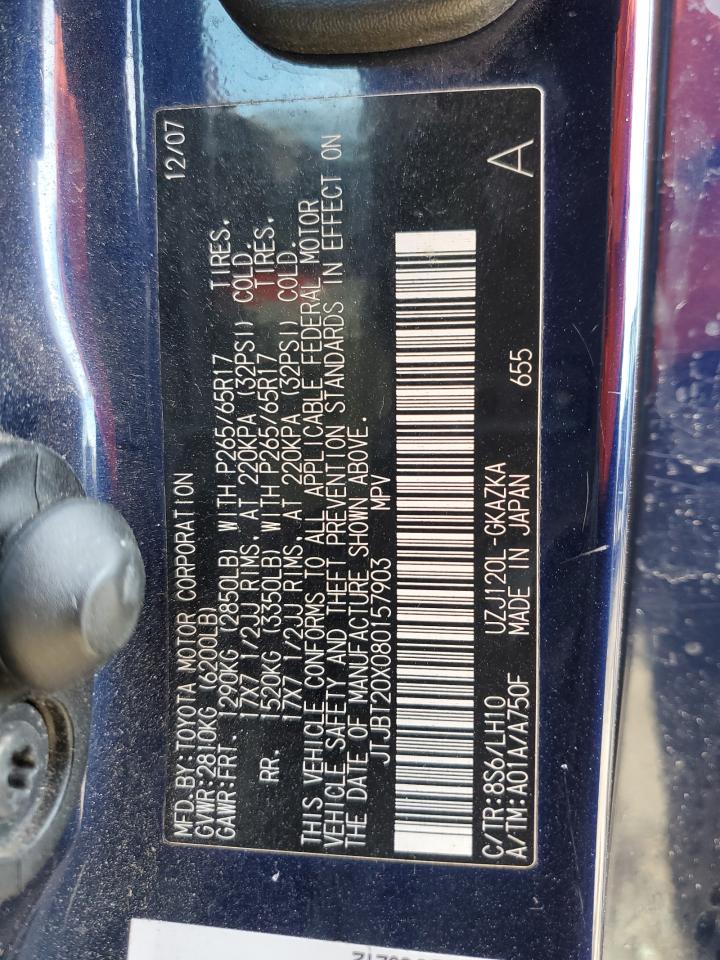 MFD.BY:TOYOTA MOTOR CORPORATION 12/07
GVWR:2810KG (6200LB)
GAWR:FRT. 1290KG (2850LB) WITH P265/65R17 TIRES,
17X7 1/2JJ RIMS, AT 220KPA (32PSI) COLD.
RR. 1520KG (3350LB) WITH P265/65R17 TIRES,
17X7 1/2JJ RIMS, AT 220KPA (32PSI) COLD.
THIS VEHICLE CONFORMS TO ALL APPLICABLE FEDERAL MOTOR
VEHICLE SAFETY AND THEFT PREVENTION STANDARDS IN EFFECT ON
THE DATE OF MANUFACTURE SHOWN ABOVE.
JTJBT20X080157903 MPV
C/TR:8S6/LH10 UZJ120L-GKAZKA
A/TM:A01A/A750F MADE IN JAPAN 655 A